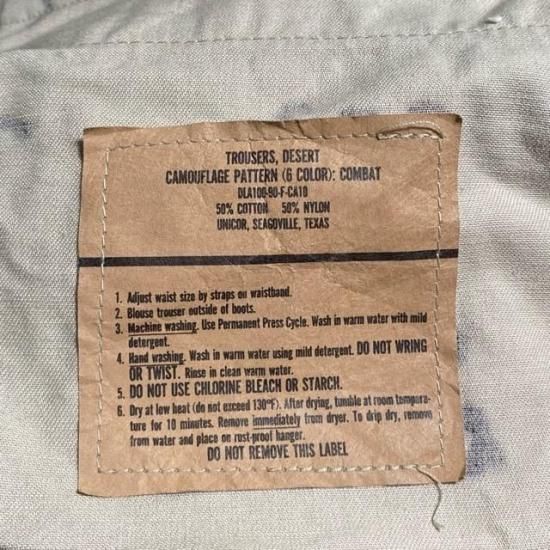 TROUSERS, DESERT
CAMOUFLAGE PATTERN (6 COLOR): COMBAT
DLA100-90-F-CA10
50% COTTON 50% NYLON
UNICOR, SEAGOVILLE, TEXAS
1. Adjust waist size by straps on waistband.
2. Blouse trouser outside of boots.
3. Machine washing. Use Permanent Press Cycle. Wash in warm water with mild
detergent.
4. Hand washing. Wash in warm water using mild detergent. DO NOT WRING
OR TWIST. Rinse in clean warm water.
5. DO NOT USE CHLORINE BLEACH OR STARCH.
6. Dry at low heat (do not exceed 130°F). After drying, tumble at room tempera-
ture for 10 minutes. Remove immediately from dryer. To drip dry, remove
from water and place on rust-proof hanger.
DO NOT REMOVE THIS LABEL